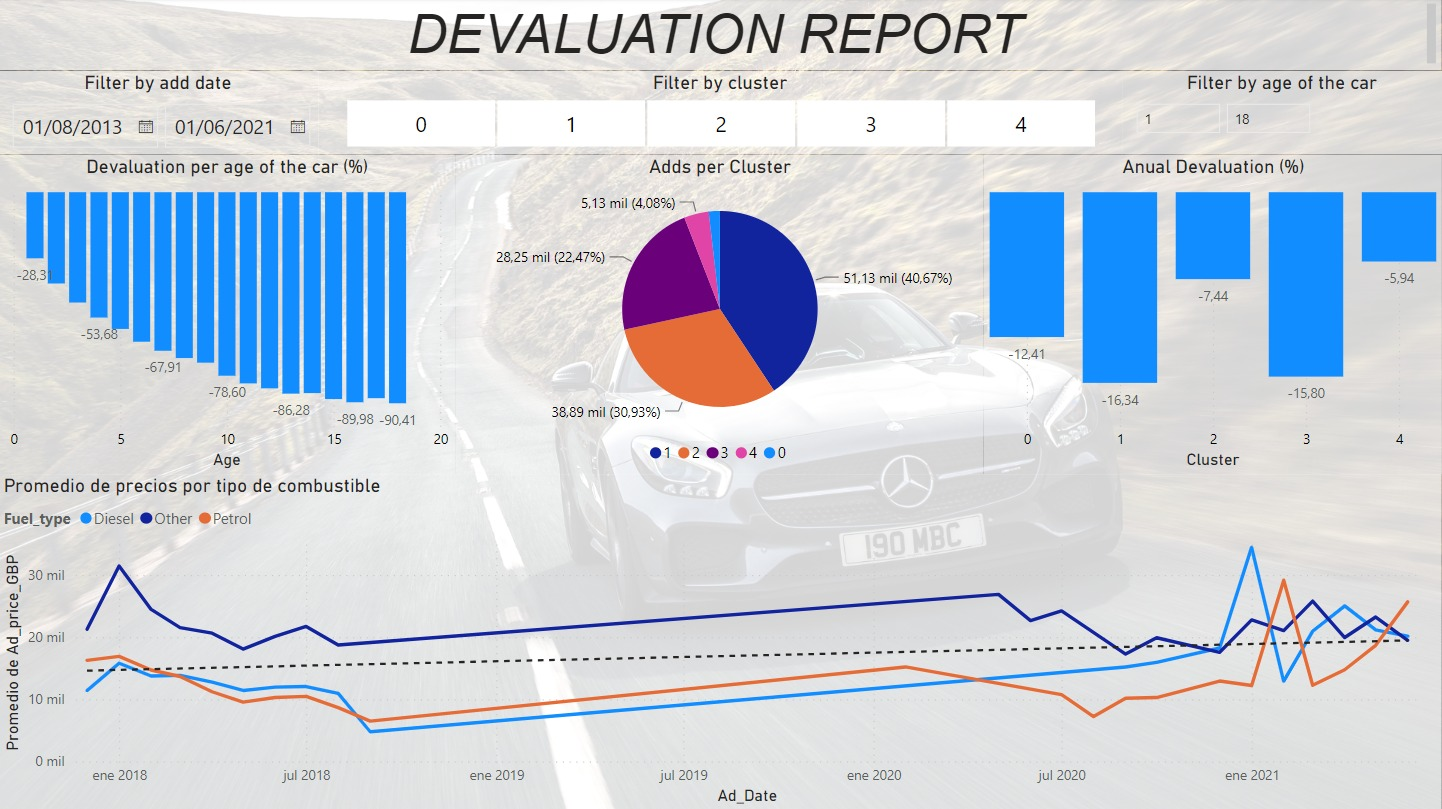 DEVALUATION REPORT
Filter by add date
Filter by cluster
Filter by age of the car
01/08/2013
01/06/2021
0
1
2
3
4
1
18
Devaluation per age of the car (%)
-28,31
-53,68
-67,91
-78,60
-86,28
-89,98
-90,41
0
5
10
15
20
Age
Adds per Cluster
5,13 mil (4,08%)
28,25 mil (22,47%)
51,13 mil (40,67%)
38,89 mil (30,93%)
1
2
3
4
0
Anual Devaluation (%)
-12,41
-16,34
-7,44
-15,80
-5,94
0
1
2
3
4
Cluster
190 MBC
Promedio de precios por tipo de combustible
Fuel_type Diesel Other Petrol
Promedio de Ad_price_GBP
30 mil
20 mil
10 mil
0 mil
ene 2018
jul 2018
ene 2019
jul 2019
ene 2020
jul 2020
ene 2021
Ad_Date